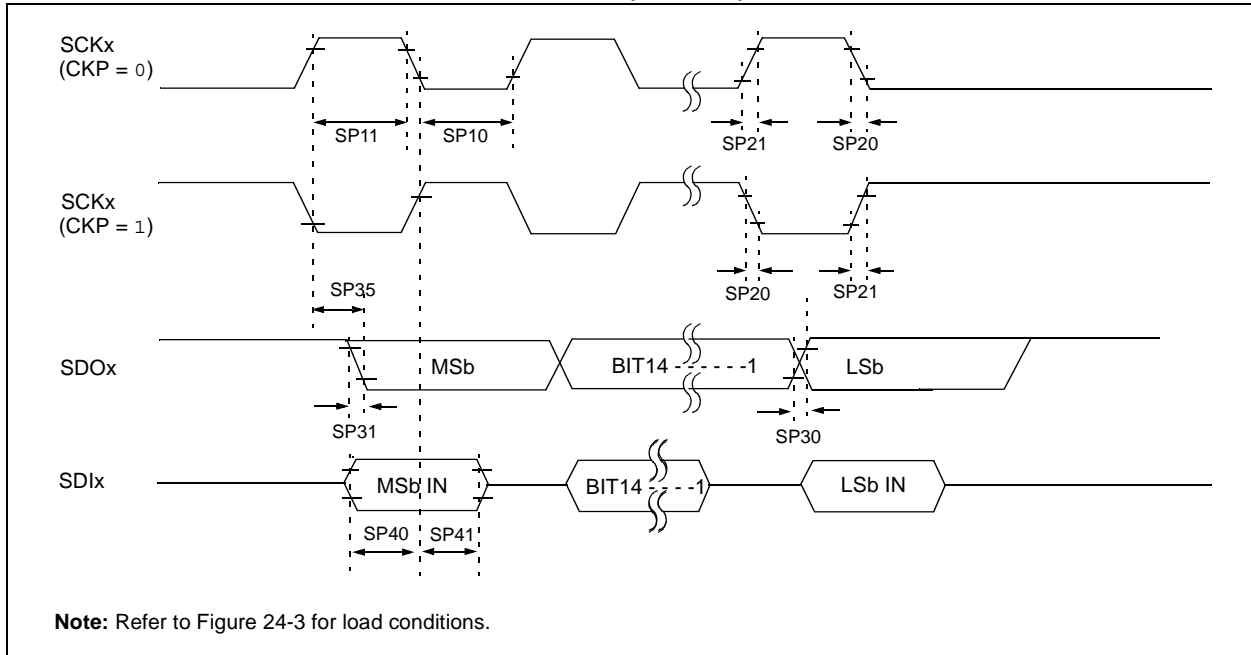 SCKx
(CKP = 0)
SP11
SP10
SP21
SP20
SCKx
(CKP = 1)
SP35
SP20
SP21
SDOx
MSb
BIT14 - - - - - -1
LSb
SP31
SP30
SDIx
MSb IN
BIT14 - - - -1
LSb IN
SP40
SP41
Note: Refer to Figure 24-3 for load conditions.